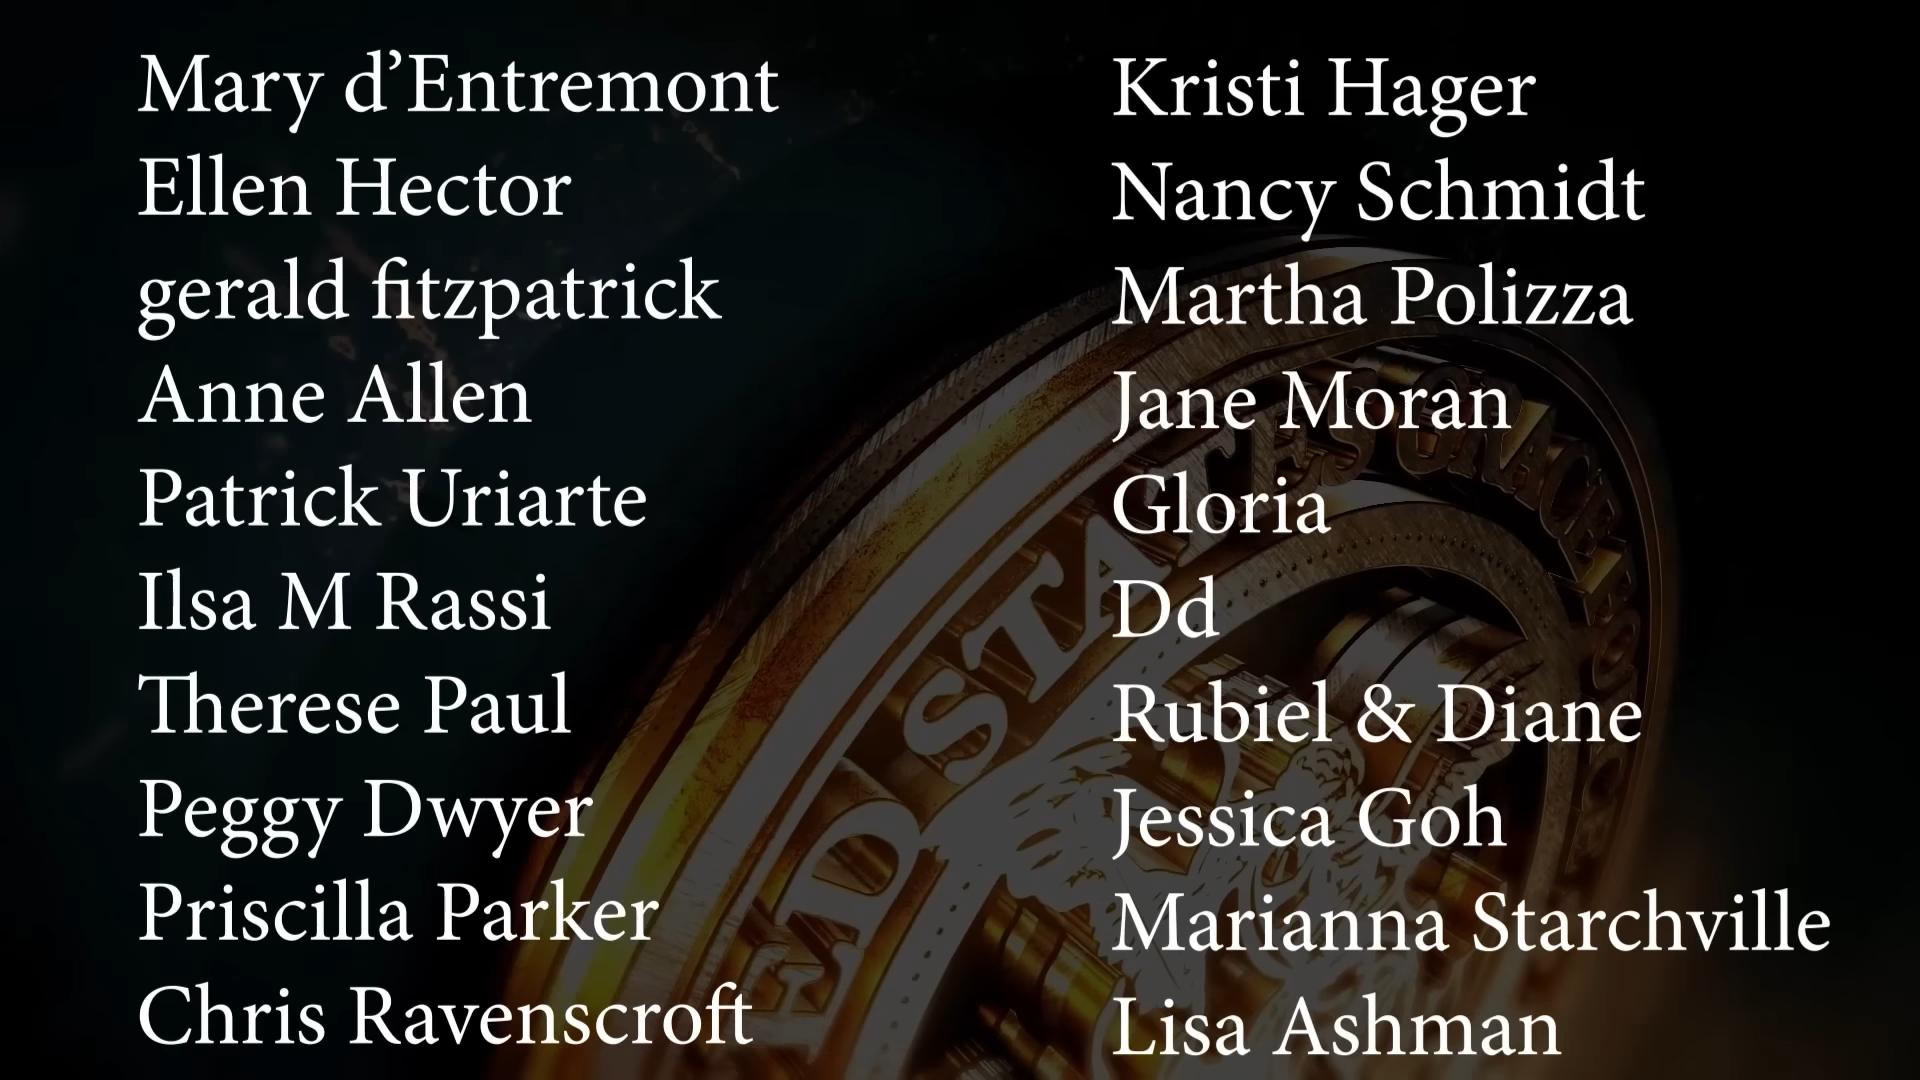 Mary d’Entremont
Ellen Hector
gerald fitzpatrick
Anne Allen
Patrick Uriarte
Ilsa M Rassi
Therese Paul
Peggy Dwyer
Priscilla Parker
Chris Ravenscroft
Kristi Hager
Nancy Schmidt
Martha Polizza
Jane Moran
Gloria
Dd
Rubiel & Diane
Jessica Goh
Marianna Starchville
Lisa Ashman
ED STATES